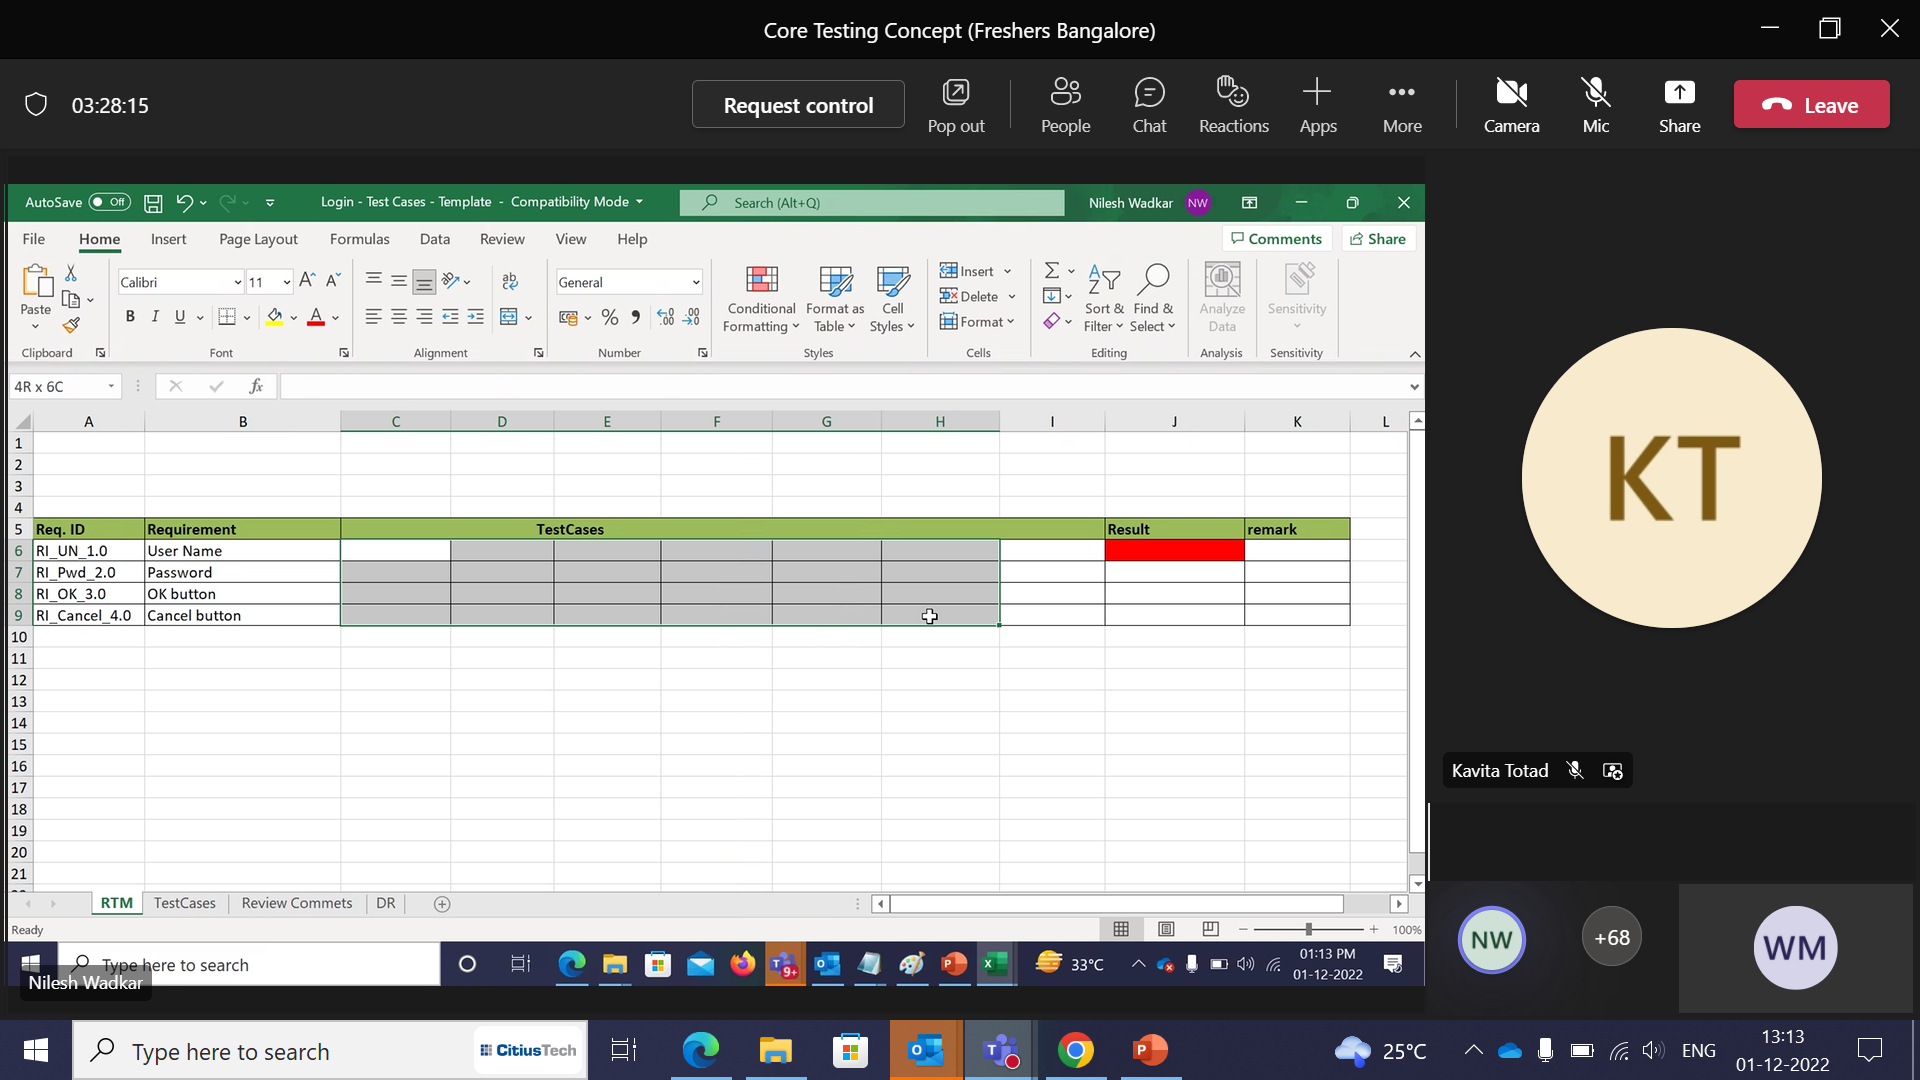 Core Testing Concept (Freshers Bangalore)
03:28:15
Request control
Pop out
People
Chat
Reactions
Apps
More
Camera
Mic
Share
Leave
AutoSave Off
Login - Test Cases - Template - Compatibility Mode
Search (Alt+Q)
Nilesh Wadkar NW
File Home Insert Page Layout Formulas Data Review View Help
Comments Share
Paste
Calibri 11
B I U
General
Conditional Formatting
Format as Table
Cell Styles
Insert
Delete
Format
Sort & Filter
Find & Select
Analyze Data
Sensitivity
Clipboard Font Alignment Number Styles Cells Editing Analysis Sensitivity
4R x 6C fx
A B C D E F G H I J K L
1
2
3
4
5 Req. ID Requirement TestCases Result remark
6 RI_UN_1.0 User Name
7 RI_Pwd_2.0 Password
8 RI_OK_3.0 OK button
9 RI_Cancel_4.0 Cancel button
10
11
12
13
14
15
16
17
18
19
20
21
RTM TestCases Review Commets DR
Ready 100%
Type here to search
9+
33°C
01:13 PM
01-12-2022
Nilesh Wadkar
KT
Kavita Totad
NW
+68
WM
Type here to search
CitiusTech
25°C
ENG
13:13
01-12-2022